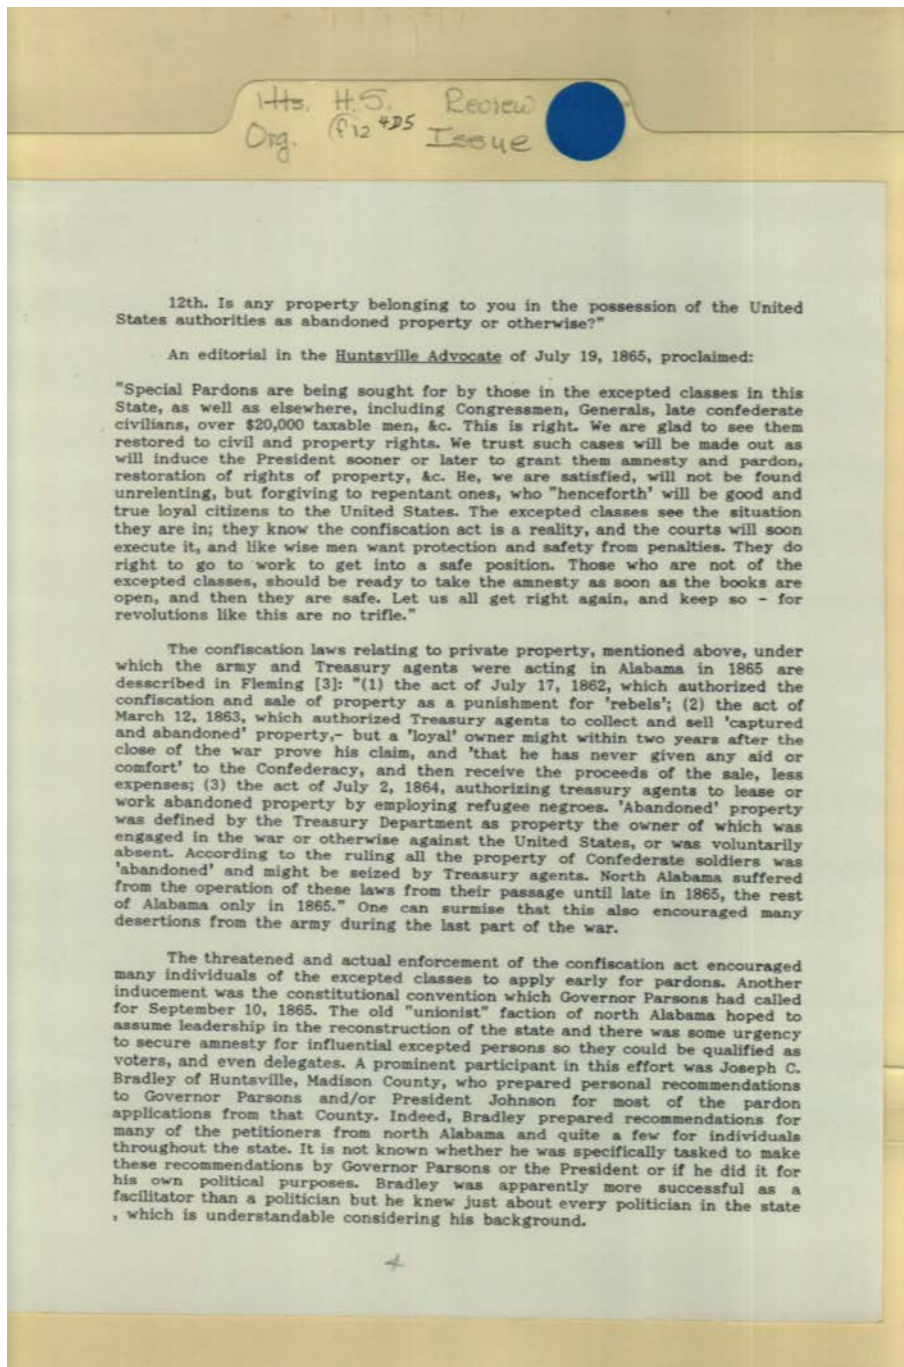 Hts. H.S. Review
Org. f12 4D5 Issue
12th. Is any property belonging to you in the possession of the United
States authorities as abandoned property or otherwise?"
An editorial in the Huntsville Advocate of July 19, 1865, proclaimed:
"Special Pardons are being sought for by those in the excepted classes in this
State, as well as elsewhere, including Congressmen, Generals, late confederate
civilians, over $20,000 taxable men, &c. This is right. We are glad to see them
restored to civil and property rights. We trust such cases will be made out as
will induce the President sooner or later to grant them amnesty and pardon,
restoration of rights of property, &c. He, we are satisfied, will not be found
unrelenting, but forgiving to repentant ones, who "henceforth' will be good and
true loyal citizens to the United States. The excepted classes see the situation
they are in; they know the confiscation act is a reality, and the courts will soon
execute it, and like wise men want protection and safety from penalties. They do
right to go to work to get into a safe position. Those who are not of the
excepted classes, should be ready to take the amnesty as soon as the books are
open, and then they are safe. Let us all get right again, and keep so - for
revolutions like this are no trifle."
The confiscation laws relating to private property, mentioned above, under
which the army and Treasury agents were acting in Alabama in 1865 are
desscribed in Fleming [3]: "(1) the act of July 17, 1862, which authorized the
confiscation and sale of property as a punishment for 'rebels'; (2) the act of
March 12, 1863, which authorized Treasury agents to collect and sell 'captured
and abandoned' property,- but a 'loyal' owner might within two years after the
close of the war prove his claim, and 'that he has never given any aid or
comfort' to the Confederacy, and then receive the proceeds of the sale, less
expenses; (3) the act of July 2, 1864, authorizing treasury agents to lease or
work abandoned property by employing refugee negroes. 'Abandoned' property
was defined by the Treasury Department as property the owner of which was
engaged in the war or otherwise against the United States, or was voluntarily
absent. According to the ruling all the property of Confederate soldiers was
'abandoned' and might be seized by Treasury agents. North Alabama suffered
from the operation of these laws from their passage until late in 1865, the rest
of Alabama only in 1865." One can surmise that this also encouraged many
desertions from the army during the last part of the war.
The threatened and actual enforcement of the confiscation act encouraged
many individuals of the excepted classes to apply early for pardons. Another
inducement was the constitutional convention which Governor Parsons had called
for September 10, 1865. The old "unionist" faction of north Alabama hoped to
assume leadership in the reconstruction of the state and there was some urgency
to secure amnesty for influential excepted persons so they could be qualified as
voters, and even delegates. A prominent participant in this effort was Joseph C.
Bradley of Huntsville, Madison County, who prepared personal recommendations
to Governor Parsons and/or President Johnson for most of the pardon
applications from that County. Indeed, Bradley prepared recommendations for
many of the petitioners from north Alabama and quite a few for individuals
throughout the state. It is not known whether he was specifically tasked to make
these recommendations by Governor Parsons or the President or if he did it for
his own political purposes. Bradley was apparently more successful as a
facilitator than a politician but he knew just about every politician in the state
, which is understandable considering his background.
4